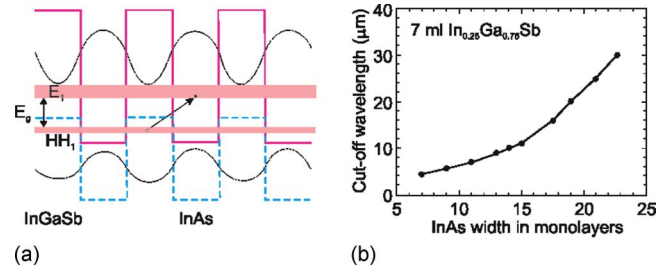 E₁
E_g
HH₁
InGaSb InAs
(a)
7 ml In₀.₂₅Ga₀.₇₅Sb
Cut-off wavelength (μm)
40
30
20
10
0
5 10 15 20 25
InAs width in monolayers
(b)